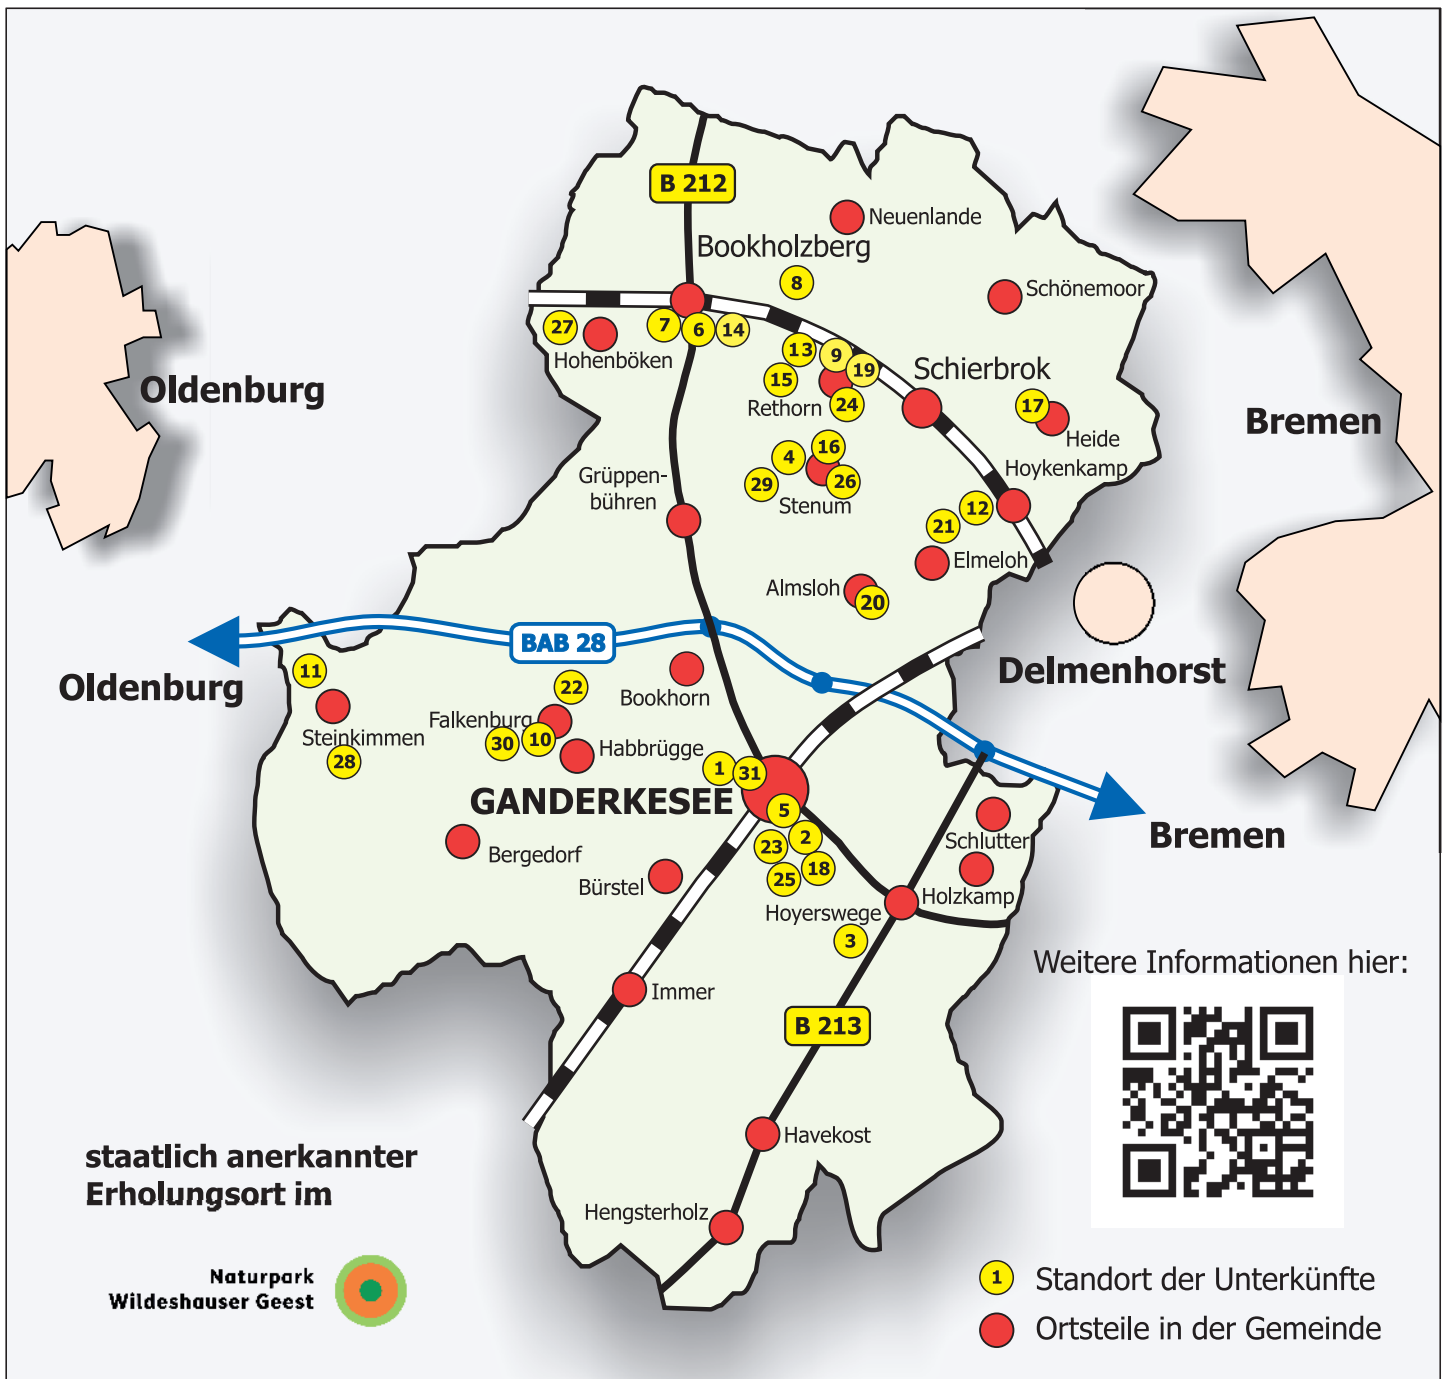 B 212
Neuenlande
Bookholzberg
8
Schönemoor
27
7
6
14
Hohenböken
13
9
19
15
Rethorn
24
Schierbrok
17
Heide
Oldenburg
Bremen
Hoykenkamp
16
4
29
26
Stenum
Grüppen-
bühren
12
21
Elmeloh
Almsloh
20
BAB 28
Delmenhorst
Oldenburg
11
Steinkimmen
28
22
Falkenburg
30
10
Habbrügge
Bookhorn
1
31
GANDERKESEE
5
2
23
18
25
Hoyerswege
3
Schlutter
Holzkamp
Bremen
Bergedorf
Bürstel
Immer
B 213
Weitere Informationen hier:
Havekost
Hengsterholz
staatlich anerkannter
Erholungsort im
Naturpark
Wildeshauser Geest
1 Standort der Unterkünfte
Ortsteile in der Gemeinde